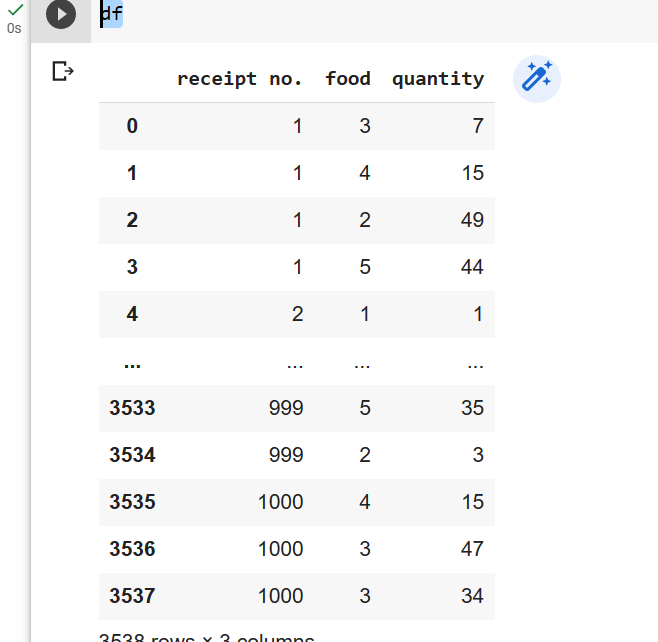 df
0s
receipt no. food quantity
0 1 3 7
1 1 4 15
2 1 2 49
3 1 5 44
4 2 1 1
... ... ... ...
3533 999 5 35
3534 999 2 3
3535 1000 4 15
3536 1000 3 47
3537 1000 3 34
3538 rows × 3 columns